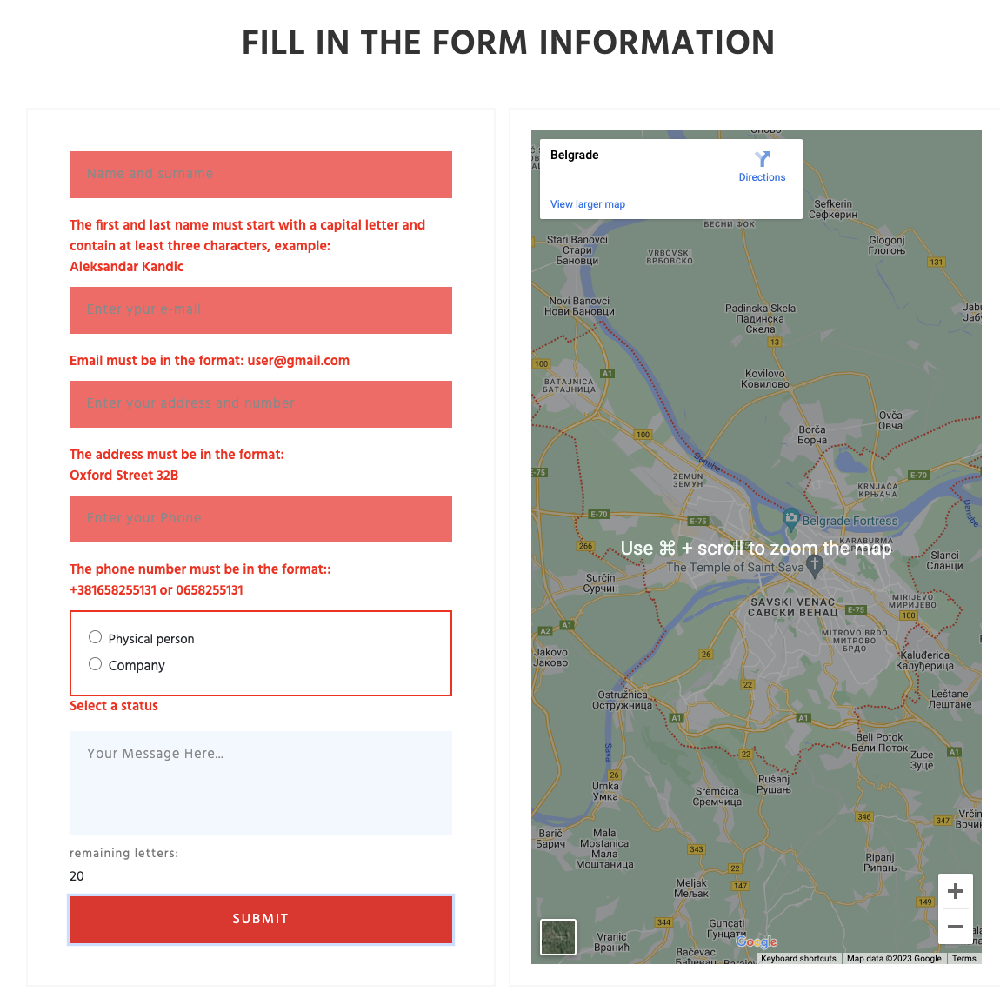 FILL IN THE FORM INFORMATION
Name and surname
The first and last name must start with a capital letter and
contain at least three characters, example:
Aleksandar Kandic
Enter ypur e-mail
Email must be in the format: user@gmail.com
Enter your address and number
The address must be in the format:
Oxford Street 32B
Enter your Phone
The phone number must be in the format::
+381658255131 or 0658255131
Physical person
Company
Select a status
Your Message Here...
remaining letters:
20
SUBMIT
Belgrade
Directions
View larger map
БЕСНИ ФОК
Sefkerin
Сефкерин
Stari Banovci
Стари
Бановци
VRBOVSKI
ВРБОВСКО
Glogonj
Глогоњ
131
Novi Banovci
Нови Бановци
Padinska Skela
Падинска
Скела
13
100
A1
BATAJNICA
БАТАЈНИЦА
Kovilovo
Ковилово
100
Ovča
Овча
Borča
Борча
Danube
E-75
ZEMUN
ЗЕМУН
E-70
KRNJAČA
КРЊАЧА
Danube
E-70
E-75
Belgrade Fortress
266
Use ⌘ + scroll to zoom the map
KARABURMA
The Temple of Saint Sava
Slanci
Сланци
Surčin
Сурчин
SAVSKI VENAC
САВСКИ ВЕНАЦ
MIRIJEVO
МИРИЈЕВО
E-75
100
A2
A1
MITROVO BRDO
МИТРОВО
БРДО
Jakovo
Јаково
26
Kaluđerica
Калуђерица
22
Ostružnica
Остружница
Leštane
Лештане
A1
A1
Beli Potok
Бели Поток
Sava
22
Zuce
Зуце
A1
26
Rušanj
Рушањ
Umka
Умка
Sremčica
Сремчица
346
347
Barič
Барич
Mala
Mostanica
Мала
Моштаница
343
Ripanj
Рипањ
22
Meljak
Мељак
147
149
344
Guncati
Гунцати
Vranic
Вранић
Baćevac
Google
Keyboard shortcuts
Map data ©2023 Google
Terms